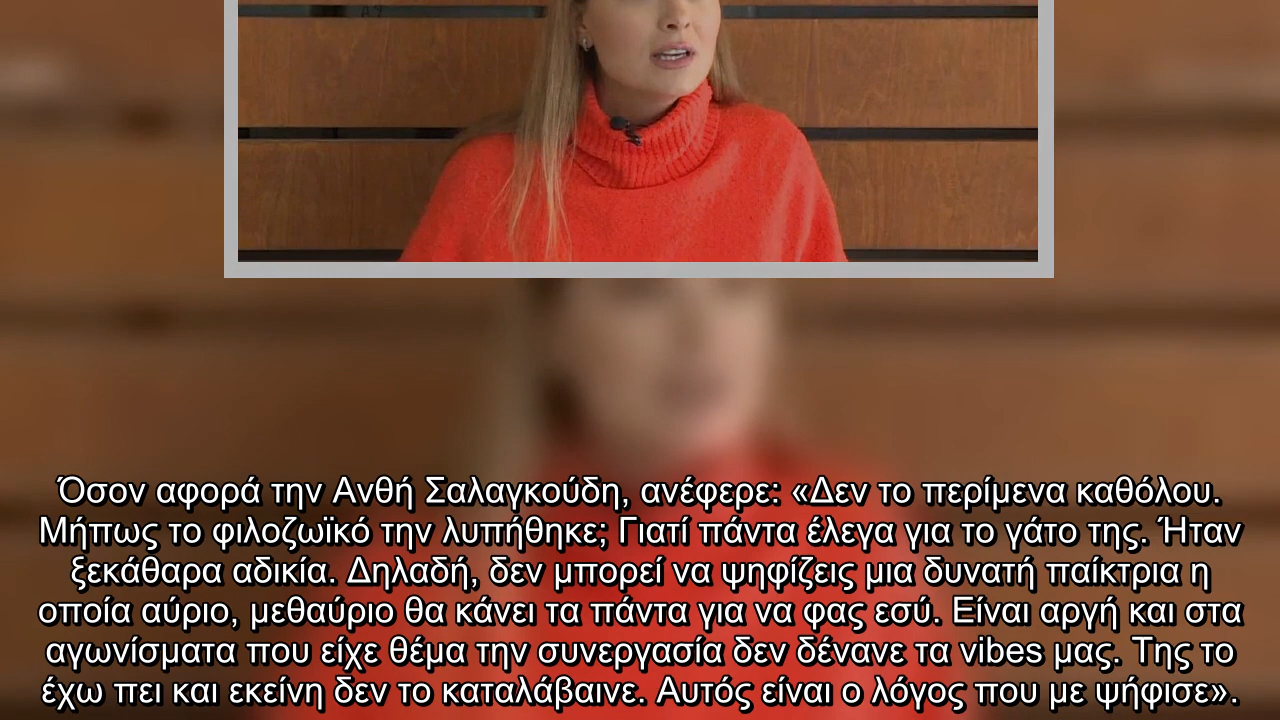 Όσον αφορά την Ανθή Σαλαγκούδη, ανέφερε: «Δεν το περίμενα καθόλου.
Μήπως το φιλοζωϊκό την λυπήθηκε; Γιατί πάντα έλεγα για το γάτο της. Ήταν
ξεκάθαρα αδικία. Δηλαδή, δεν μπορεί να ψηφίζεις μια δυνατή παίκτρια η
οποία αύριο, μεθαύριο θα κάνει τα πάντα για να φας εσύ. Είναι αργή και στα
αγωνίσματα που είχε θέμα την συνεργασία δεν δένανε τα vibes μας. Της το
έχω πει και εκείνη δεν το καταλάβαινε. Αυτός είναι ο λόγος που με ψήφισε».